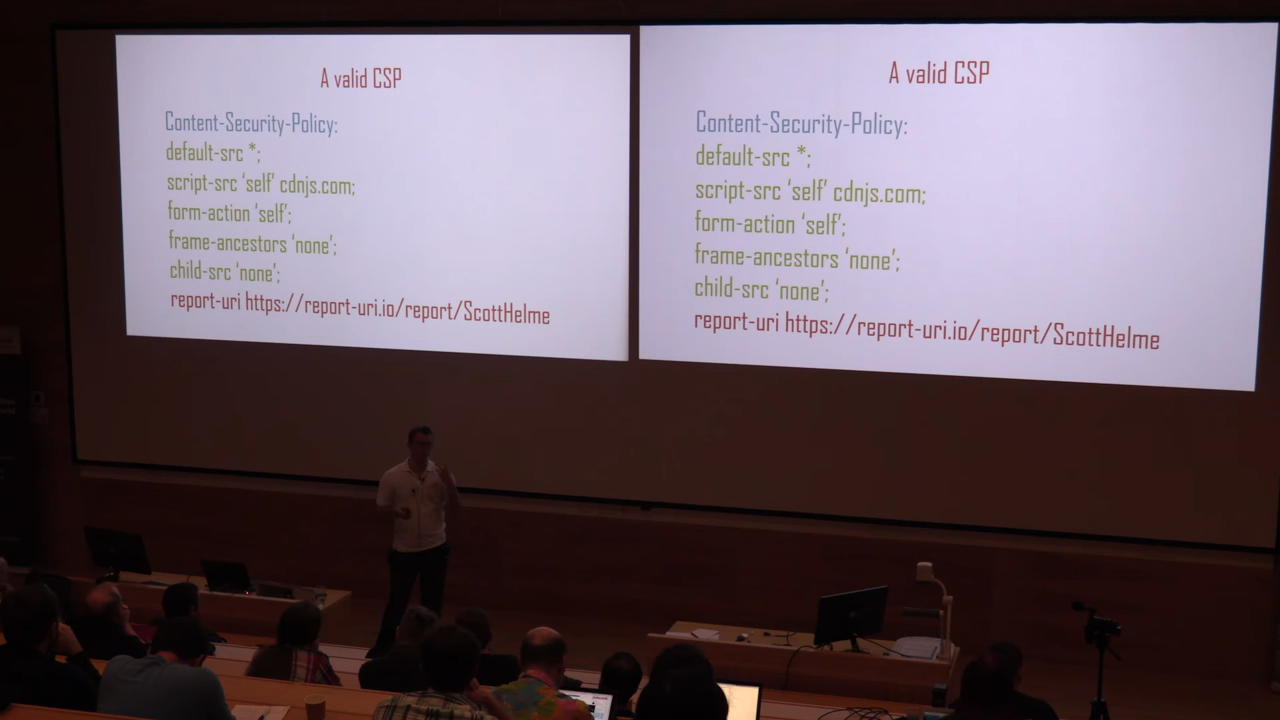 A valid CSP
Content-Security-Policy:
default-src *;
script-src ‘self’ cdnjs.com;
form-action ‘self’;
frame-ancestors ‘none’;
child-src ‘none’;
report-uri https://report-uri.io/report/ScottHelme
A valid CSP
Content-Security-Policy:
default-src *;
script-src ‘self’ cdnjs.com;
form-action ‘self’;
frame-ancestors ‘none’;
child-src ‘none’;
report-uri https://report-uri.io/report/ScottHelme